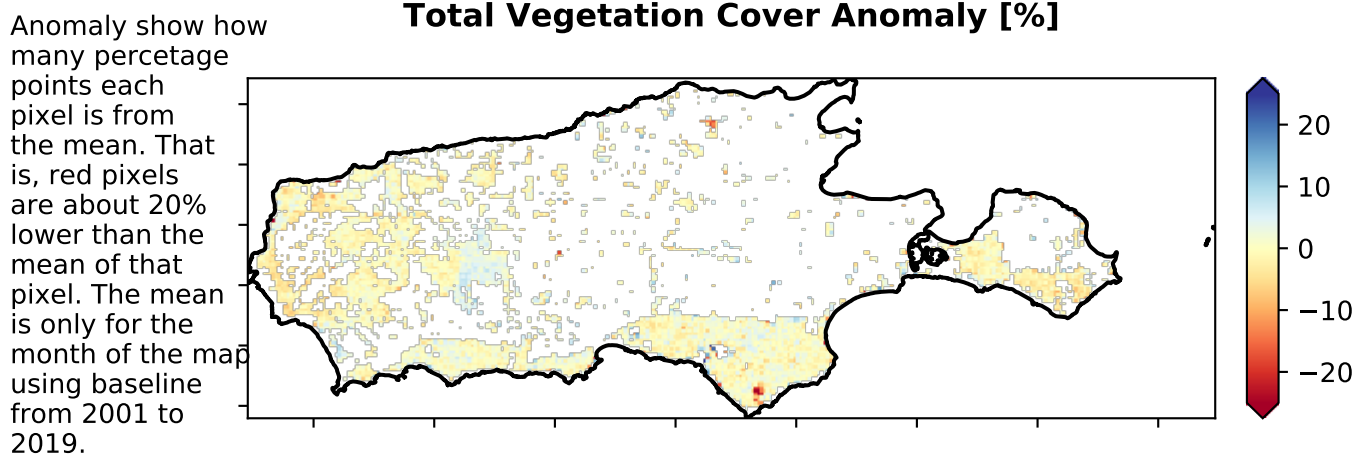 Total Vegetation Cover Anomaly [%]
Anomaly show how
many percetage
points each
pixel is from
the mean. That
is, red pixels
are about 20%
lower than the
mean of that
pixel. The mean
is only for the
month of the map
using baseline
from 2001 to
2019.
20
10
0
−10
−20